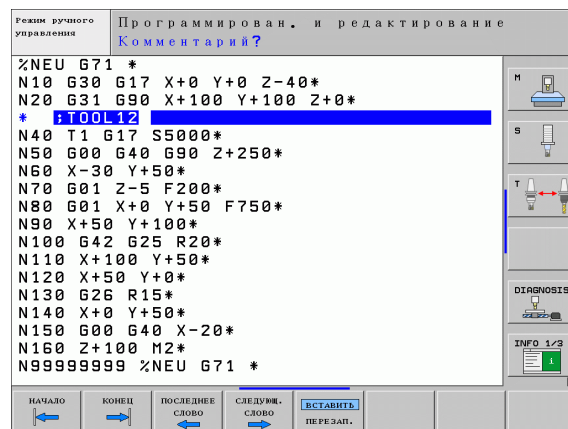 Режим ручного
управления
Программирован. и редактирование
Комментарий?
%NEU G71 *
N10 G30 G17 X+0 Y+0 Z-40*
N20 G31 G90 X+100 Y+100 Z+0*
* ;TOOL12
N40 T1 G17 S5000*
N50 G00 G40 G90 Z+250*
N60 X-30 Y+50*
N70 G01 Z-5 F200*
N80 G01 X+0 Y+50 F750*
N90 X+50 Y+100*
N100 G42 G25 R20*
N110 X+100 Y+50*
N120 X+50 Y+0*
N130 G26 R15*
N140 X+0 Y+50*
N150 G00 G40 X-20*
N160 Z+100 M2*
N99999999 %NEU G71 *
M
S
T
DIAGNOSIS
INFO 1/3
НАЧАЛО
КОНЕЦ
ПОСЛЕДНЕЕ
СЛОВО
СЛЕДУЮЩ.
СЛОВО
ВСТАВИТЬ
ПЕРЕЗАП.